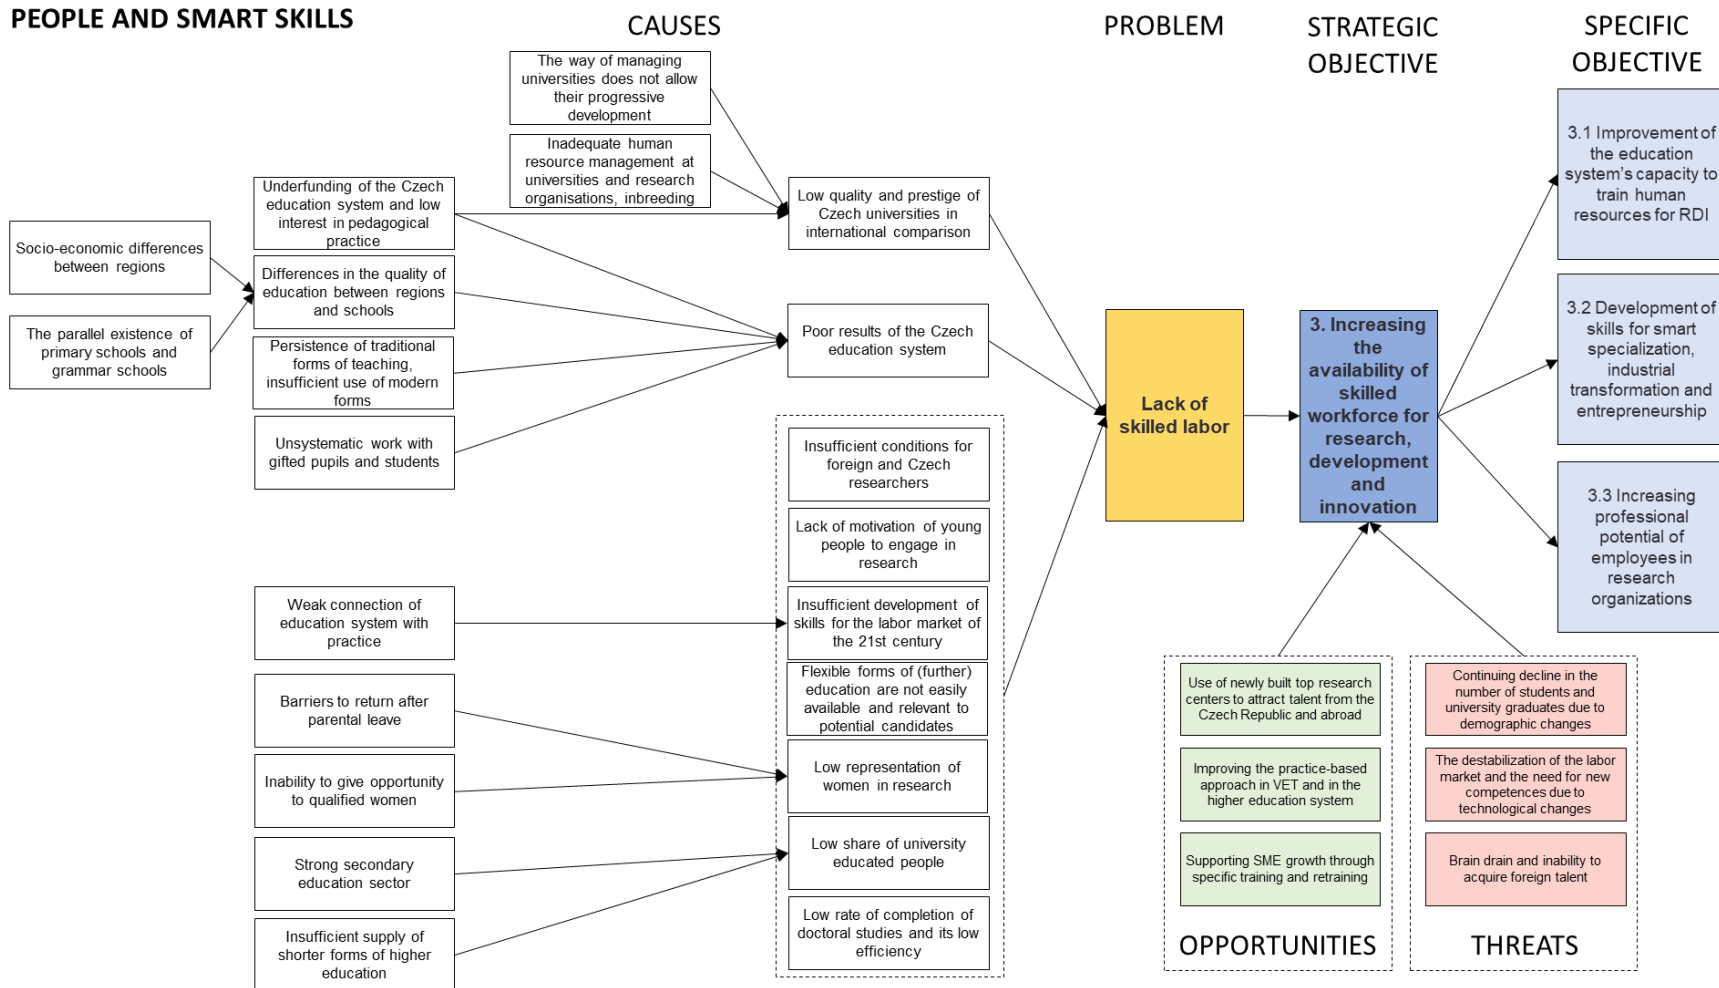 PEOPLE AND SMART SKILLS
CAUSES
PROBLEM
STRATEGIC
OBJECTIVE
SPECIFIC
OBJECTIVE
The way of managing
universities does not allow
their progressive
development
Inadequate human
resource management at
universities and research
organisations, inbreeding
Underfunding of the Czech
education system and low
interest in pedagogical
practice
Socio-economic differences
between regions
Differences in the quality of
education between regions
and schools
The parallel existence of
primary schools and
grammar schools
Persistence of traditional
forms of teaching,
insufficient use of modern
forms
Unsystematic work with
gifted pupils and students
Weak connection of
education system with
practice
Barriers to return after
parental leave
Inability to give opportunity
to qualified women
Strong secondary
education sector
Insufficient supply of
shorter forms of higher
education
Low quality and prestige of
Czech universities in
international comparison
Poor results of the Czech
education system
Insufficient conditions for
foreign and Czech
researchers
Lack of motivation of young
people to engage in
research
Insufficient development of
skills for the labor market of
the 21st century
Flexible forms of (further)
education are not easily
available and relevant to
potential candidates
Low representation of
women in research
Low share of university
educated people
Low rate of completion of
doctoral studies and its low
efficiency
Lack of
skilled labor
3. Increasing
the
availability of
skilled
workforce for
research,
development
and
innovation
3.1 Improvement of
the education
system's capacity to
train human
resources for RDI
3.2 Development of
skills for smart
specialization,
industrial
transformation and
entrepreneurship
3.3 Increasing
professional
potential of
employees in
research
organizations
Use of newly built top research
centers to attract talent from the
Czech Republic and abroad
Improving the practice-based
approach in VET and in the
higher education system
Supporting SME growth through
specific training and retraining
OPPORTUNITIES
Continuing decline in the
number of students and
university graduates due to
demographic changes
The destabilization of the labor
market and the need for new
competences due to
technological changes
Brain drain and inability to
acquire foreign talent
THREATS